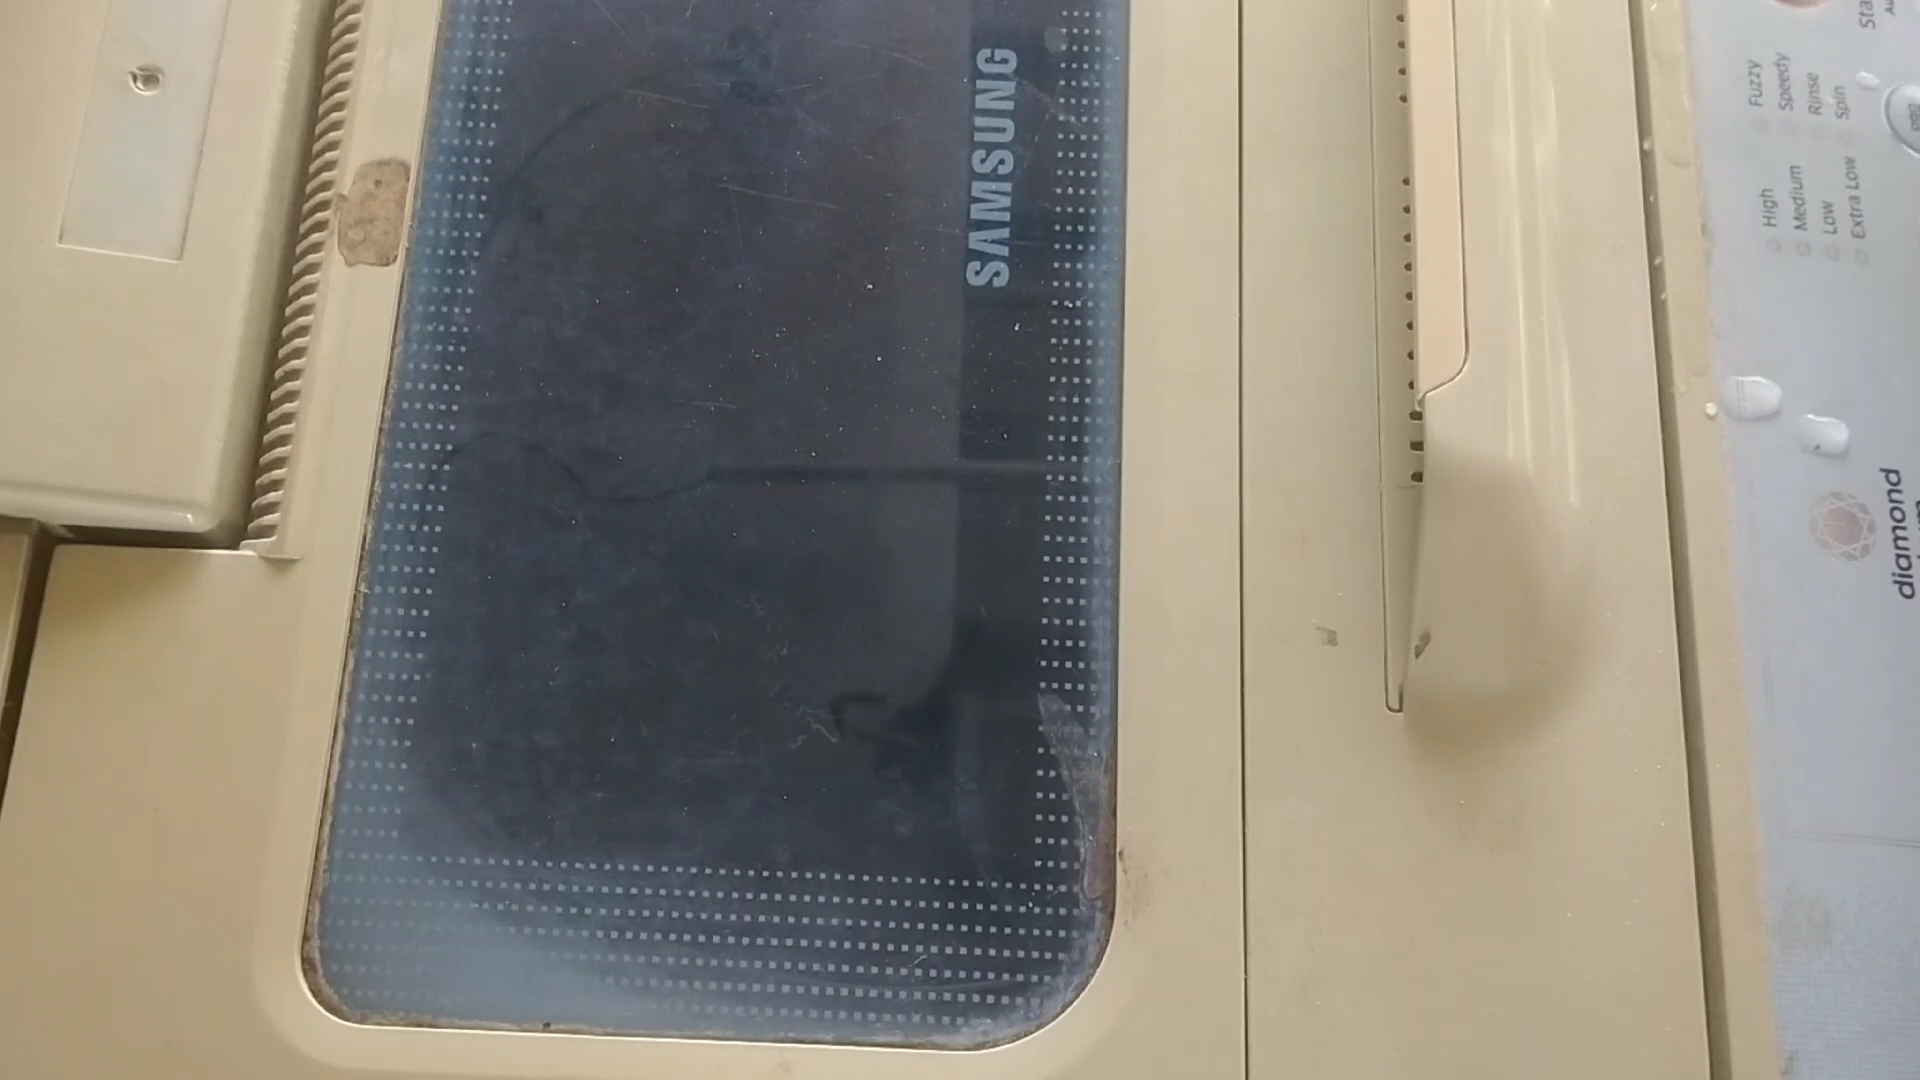 SAMSUNG
Fuzzy
Speedy
Rinse
Spin
High
Medium
Low
Extra Low
diamond